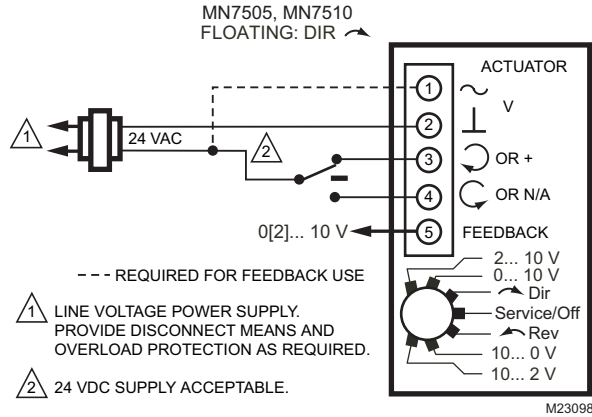 MN7505, MN7510
FLOATING: DIR
ACTUATOR
1
V
2
24 VAC
1
2
3
OR +
4
OR N/A
0[2]... 10 V
5
FEEDBACK
2... 10 V
0... 10 V
Dir
Service/Off
Rev
10... 0 V
10... 2 V
--- REQUIRED FOR FEEDBACK USE
1 LINE VOLTAGE POWER SUPPLY.
PROVIDE DISCONNECT MEANS AND
OVERLOAD PROTECTION AS REQUIRED.
2 24 VDC SUPPLY ACCEPTABLE.
M23098